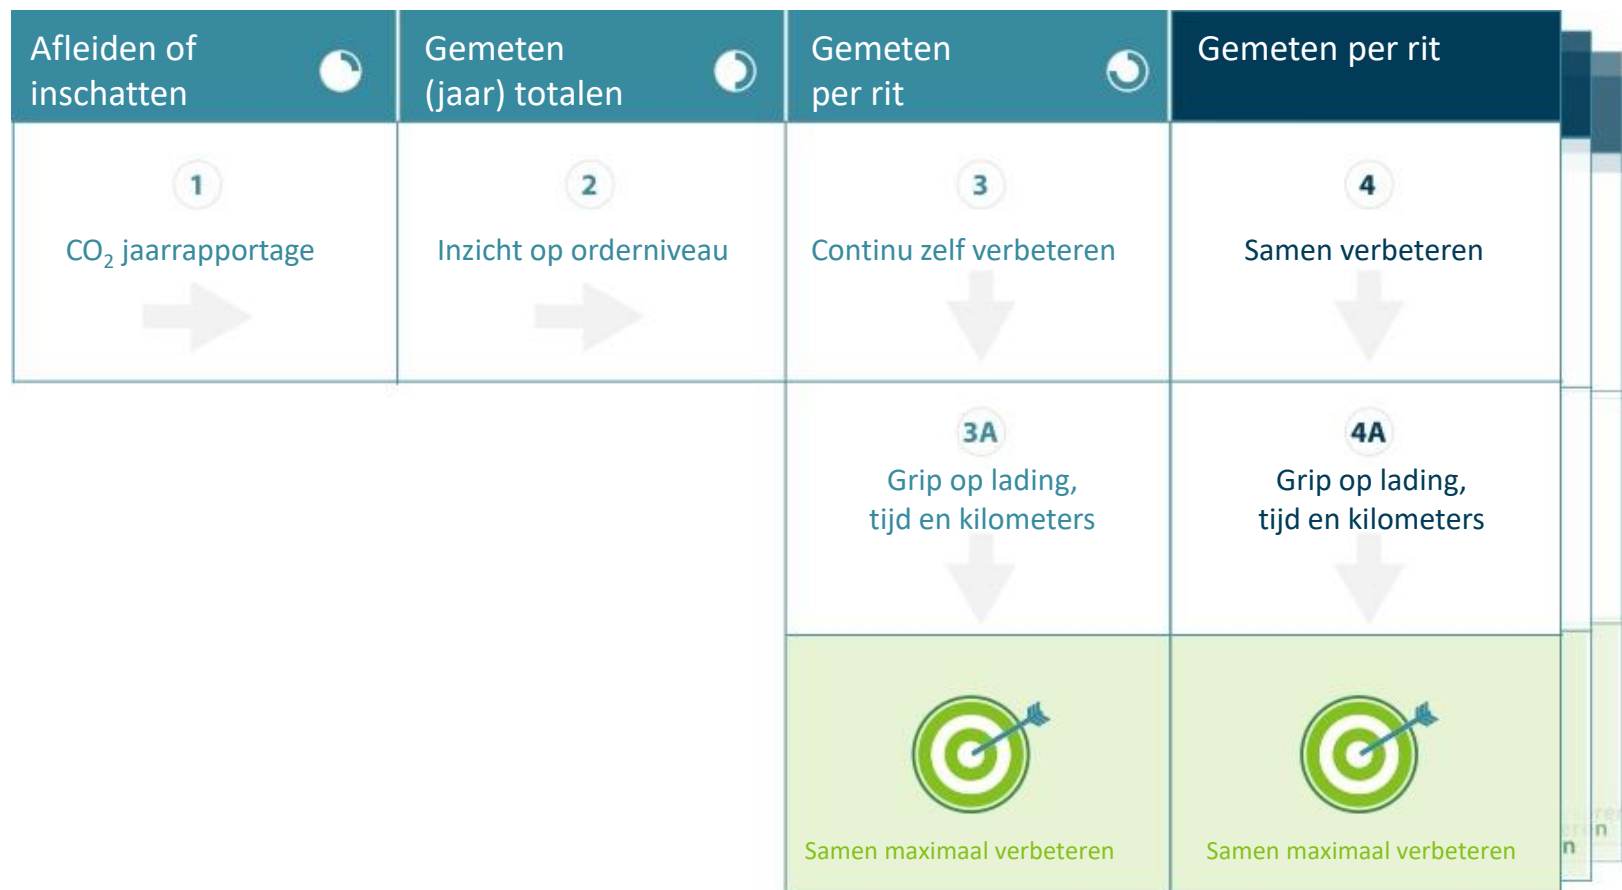 Afleiden of
inschatten
Gemeten
(jaar) totalen
Gemeten
per rit
Gemeten per rit
1
CO₂ jaarrapportage
2
Inzicht op orderniveau
3
Continu zelf verbeteren
4
Samen verbeteren
3A
Grip op lading,
tijd en kilometers
4A
Grip op lading,
tijd en kilometers
Samen maximaal verbeteren
Samen maximaal verbeteren